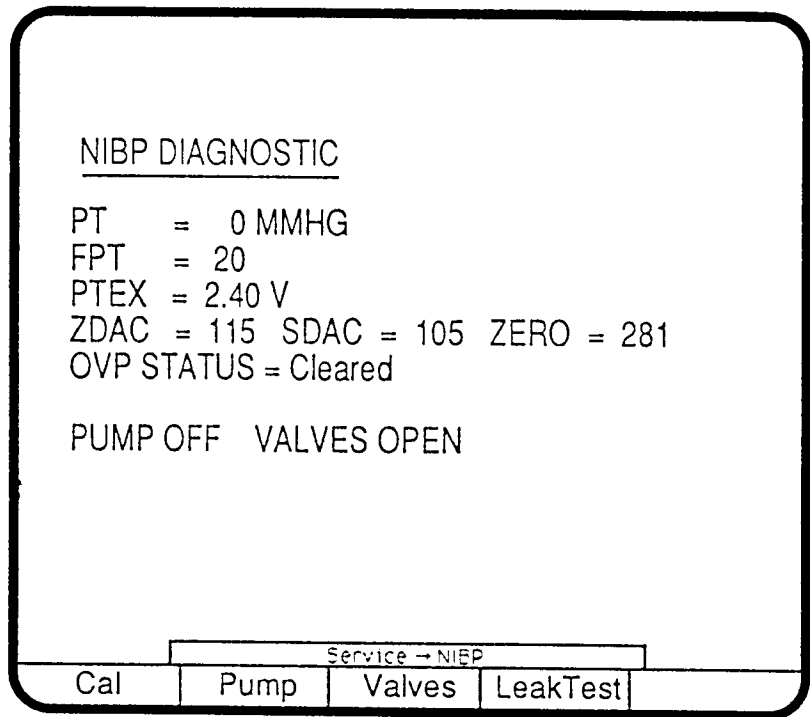 NIBP DIAGNOSTIC
PT = 0 MMHG
FPT = 20
PTEX = 2.40 V
ZDAC = 115 SDAC = 105 ZERO = 281
OVP STATUS = Cleared
PUMP OFF VALVES OPEN
Service → NIBP
Cal Pump Valves LeakTest